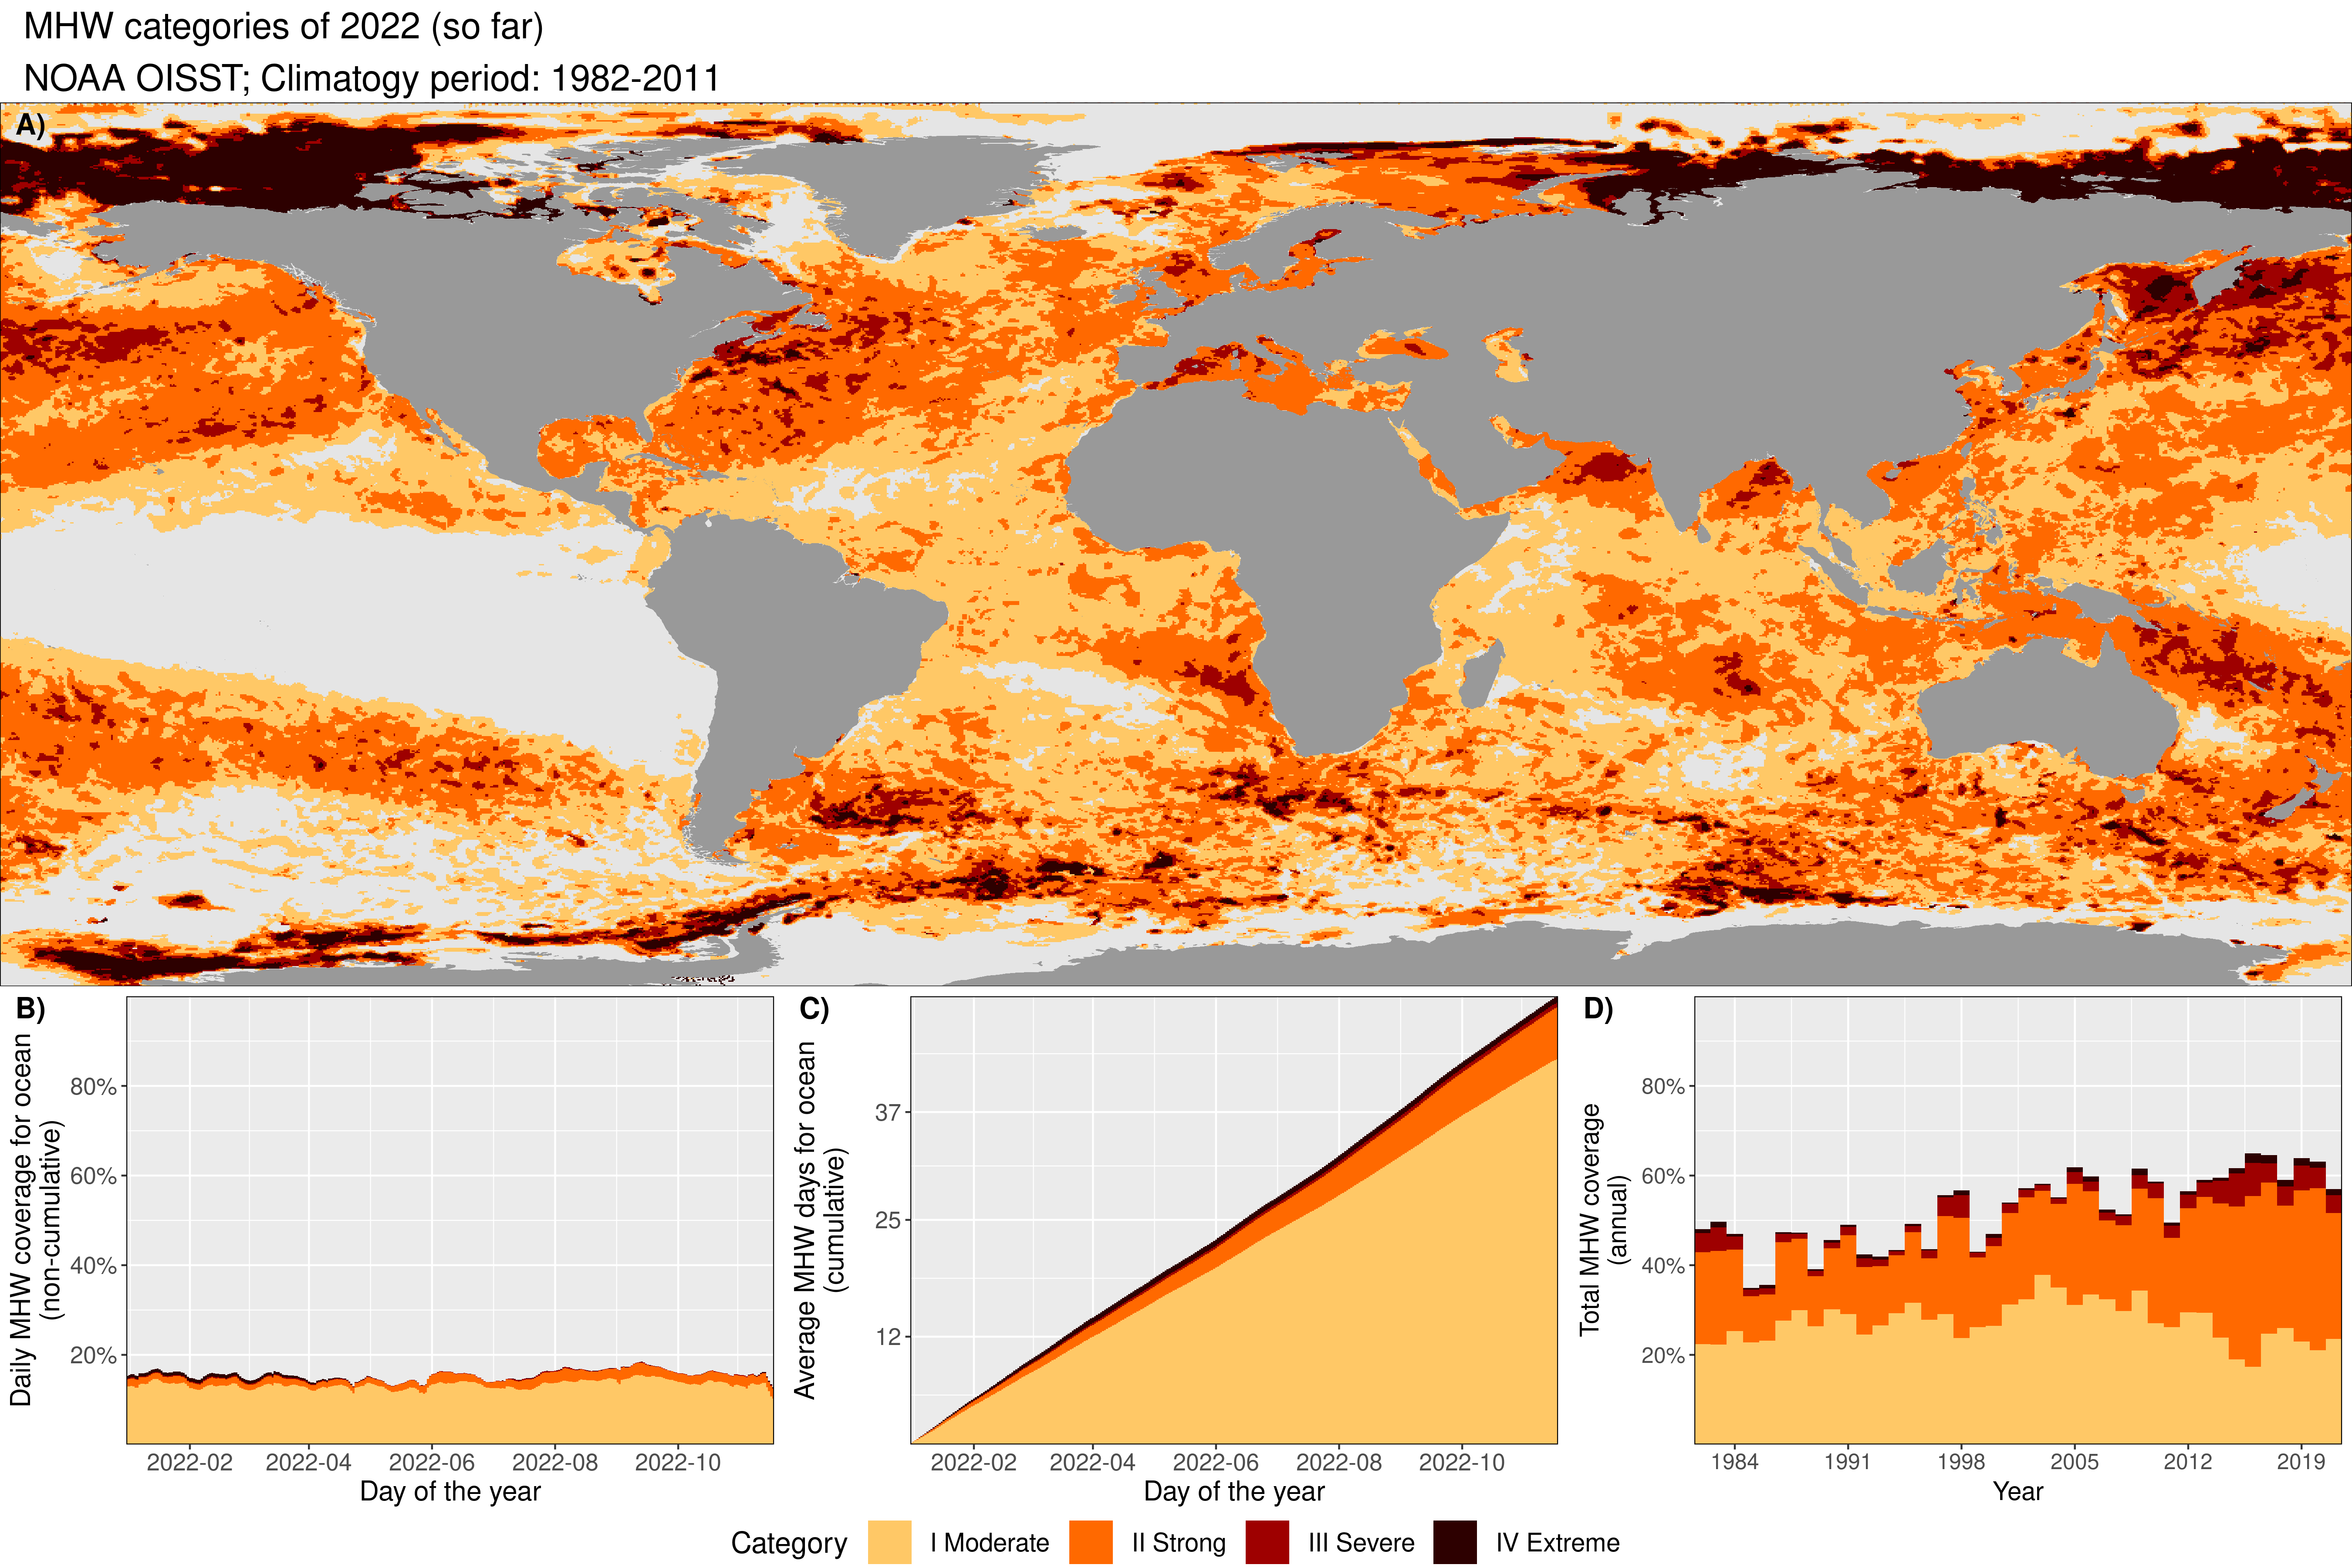 MHW categories of 2022 (so far)
NOAA OISST; Climatogy period: 1982-2011
A)
B)
Daily MHW coverage for ocean
(non-cumulative)
80%
60%
40%
20%
2022-02 2022-04 2022-06 2022-08 2022-10
Day of the year
C)
Average MHW days for ocean
(cumulative)
37
25
12
2022-02 2022-04 2022-06 2022-08 2022-10
Day of the year
D)
Total MHW coverage
(annual)
80%
60%
40%
20%
1984 1991 1998 2005 2012 2019
Year
Category I Moderate II Strong III Severe IV Extreme